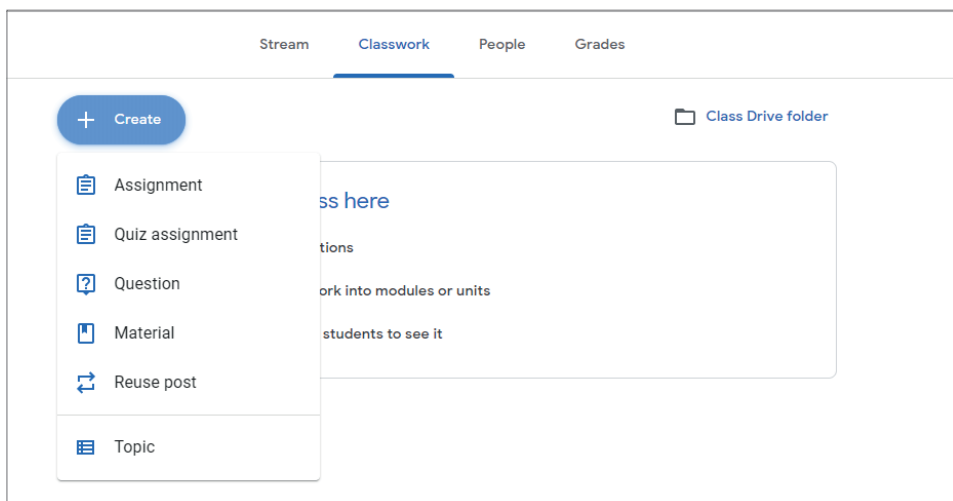 Stream Classwork People Grades
Create
Class Drive folder
Assignment
ss here
Quiz assignment
tions
Question
ork into modules or units
Material
students to see it
Reuse post
Topic